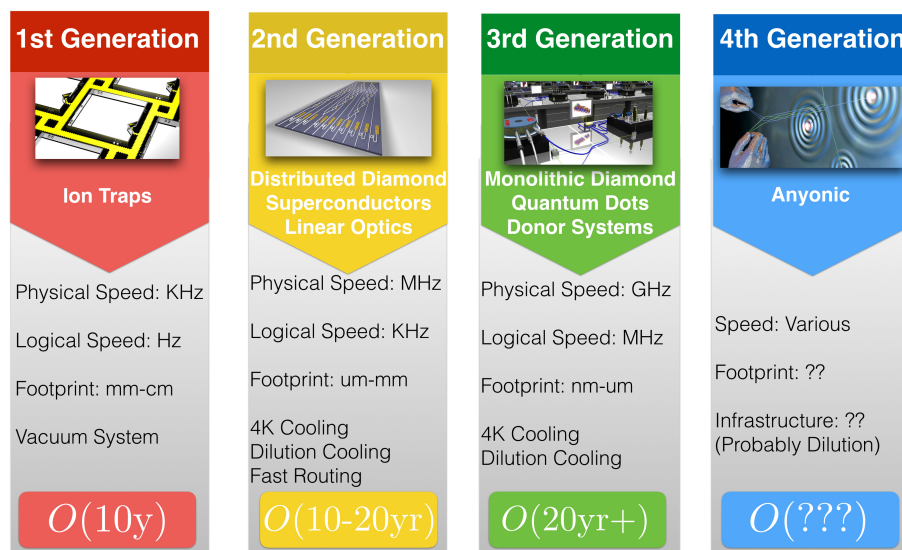 1st Generation
Ion Traps
Physical Speed: KHz
Logical Speed: Hz
Footprint: mm-cm
Vacuum System
O(10y)
2nd Generation
Distributed Diamond
Superconductors
Linear Optics
Physical Speed: MHz
Logical Speed: KHz
Footprint: um-mm
4K Cooling
Dilution Cooling
Fast Routing
O(10-20yr)
3rd Generation
Monolithic Diamond
Quantum Dots
Donor Systems
Physical Speed: GHz
Logical Speed: MHz
Footprint: nm-um
4K Cooling
Dilution Cooling
O(20yr+)
4th Generation
Anyonic
Speed: Various
Footprint: ??
Infrastructure: ??
(Probably Dilution)
O(???)